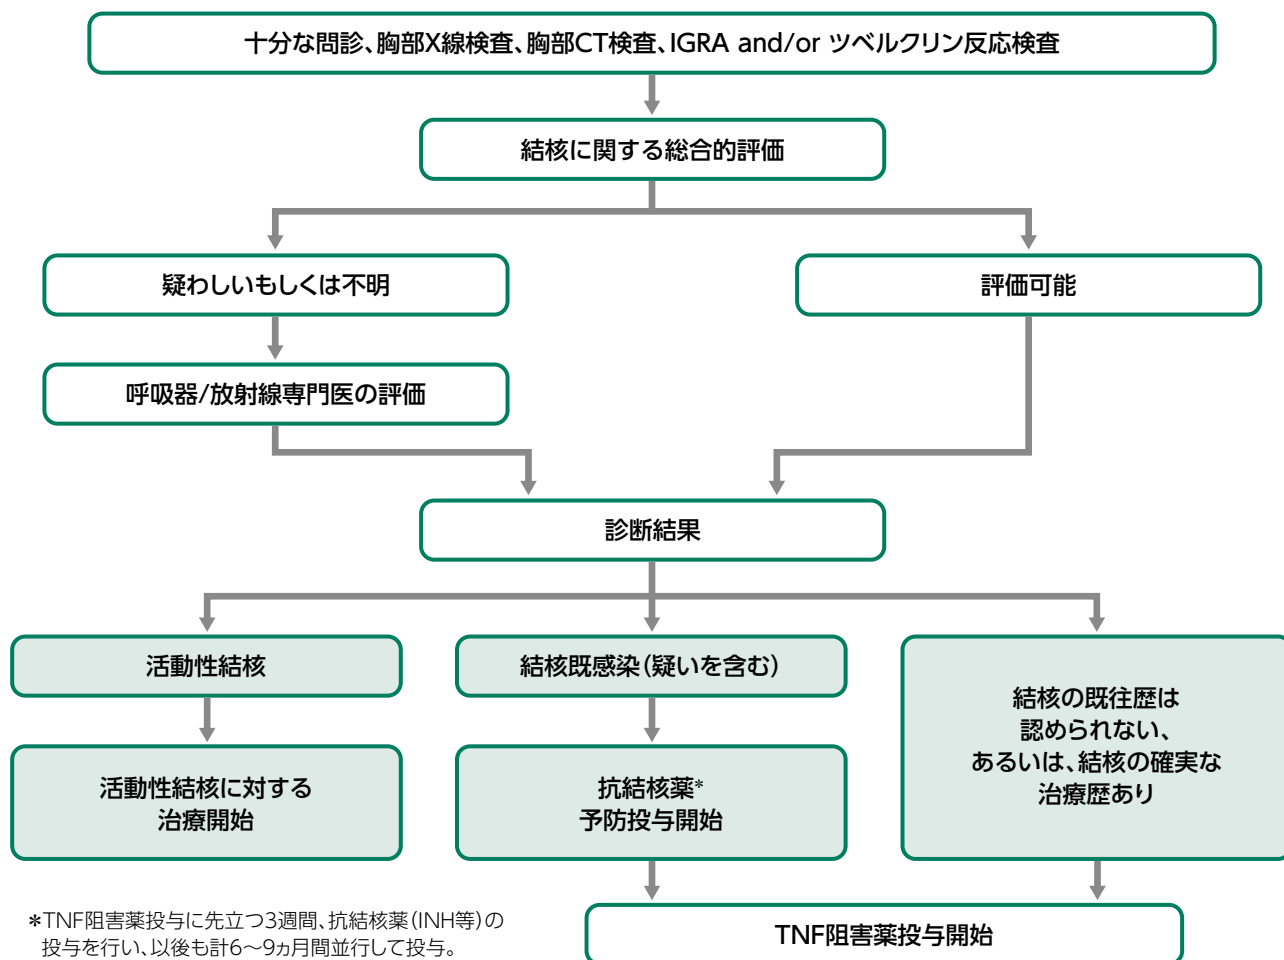 十分な問診、胸部X線検査、胸部CT検査、IGRA and/or ツベルクリン反応検査
結核に関する総合的評価
疑わしいもしくは不明
評価可能
呼吸器/放射線専門医の評価
診断結果
活動性結核
結核既感染(疑いを含む)
結核の既往歴は
認められない、
あるいは、結核の確実な
治療歴あり
活動性結核に対する
治療開始
抗結核薬*
予防投与開始
*TNF阻害薬投与に先立つ3週間、抗結核薬(INH等)の
投与を行い、以後も計6〜9ヵ月間並行して投与。
TNF阻害薬投与開始